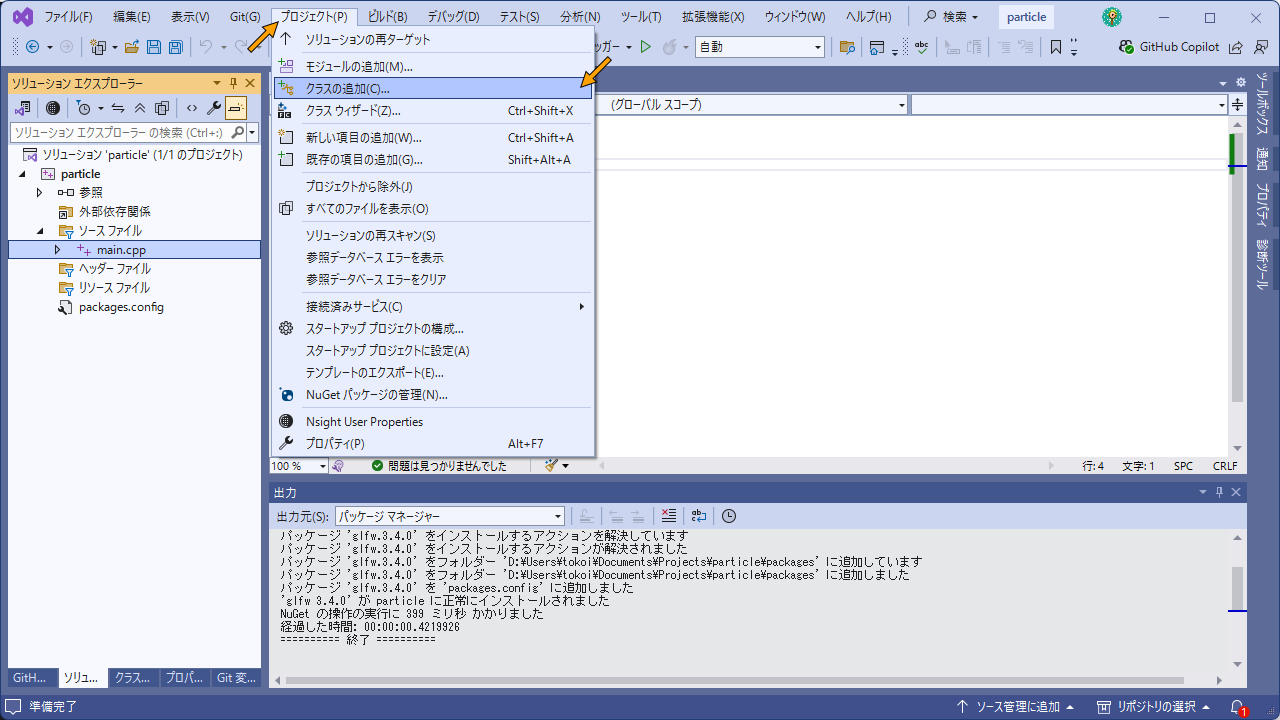 ファイル(F) 編集(E) 表示(V) Git(G) プロジェクト(P) ビルド(B) デバッグ(D) テスト(S) 分析(N) ツール(T) 拡張機能(X) ウィンドウ(W) ヘルプ(H) 検索 particle
ガー 自動 GitHub Copilot
ソリューション エクスプローラー
ソリューション エクスプローラー の検索 (Ctrl+:)
ソリューション 'particle' (1/1 のプロジェクト)
particle
参照
外部依存関係
ソース ファイル
main.cpp
ヘッダー ファイル
リソース ファイル
packages.config
GitH... ソリュ... クラス... プロパ... Git 変...
ソリューションの再ターゲット
モジュールの追加(M)...
クラスの追加(C)...
クラス ウィザード(Z)... Ctrl+Shift+X
新しい項目の追加(W)... Ctrl+Shift+A
既存の項目の追加(G)... Shift+Alt+A
プロジェクトから除外(J)
すべてのファイルを表示(O)
ソリューションの再スキャン(S)
参照データベース エラーを表示
参照データベース エラーをクリア
接続済みサービス(C)
スタートアップ プロジェクトの構成...
スタートアップ プロジェクトに設定(A)
テンプレートのエクスポート(E)...
NuGet パッケージの管理(N)...
Nsight User Properties
プロパティ(P) Alt+F7
(グローバル スコープ)
ツールボックス
通知
プロパティ
診断ツール
100 % 問題は見つかりませんでした 行: 4 文字: 1 SPC CRLF
出力
出力元(S): パッケージ マネージャー
パッケージ 'glfw.3.4.0' をインストールするアクションを解決しています
パッケージ 'glfw.3.4.0' をインストールするアクションが解決されました
パッケージ 'glfw.3.4.0' をフォルダー 'D:¥Users¥tokoi¥Documents¥Projects¥particle¥packages' に追加しています
パッケージ 'glfw.3.4.0' をフォルダー 'D:¥Users¥tokoi¥Documents¥Projects¥particle¥packages' に追加しました
パッケージ 'glfw.3.4.0' を 'packages.config' に追加しました
'glfw 3.4.0' が particle に正常にインストールされました
NuGet の操作の実行に 399 ミリ秒 かかりました
経過した時間: 00:00:00.4219926
========== 終了 ==========
準備完了 ソース管理に追加 リポジトリの選択 1